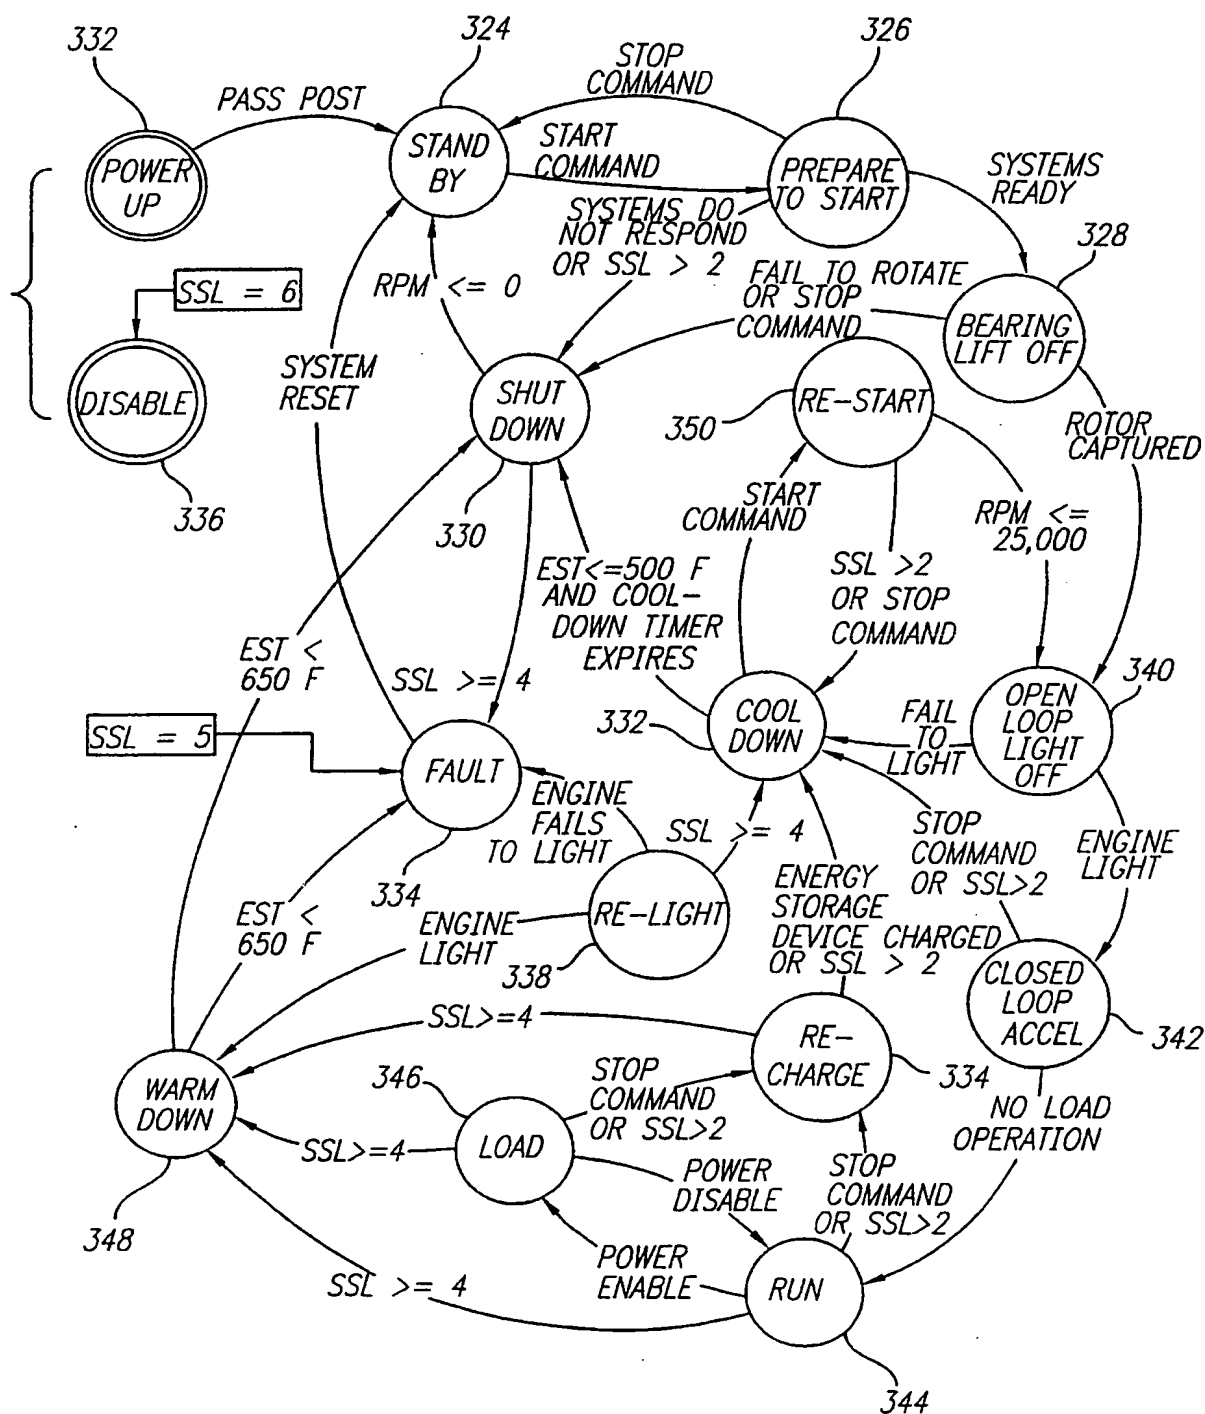 332
324
326
PASS POST
STOP
COMMAND
POWER
UP
STAND
BY
START
COMMAND
PREPARE
TO START
SYSTEMS
READY
SYSTEMS DO
NOT RESPOND
OR SSL > 2
328
RPM <= 0
FAIL TO ROTATE
OR STOP
COMMAND
BEARING
LIFT OFF
SSL = 6
DISABLE
336
SYSTEM
RESET
SHUT
DOWN
330
350
RE-START
ROTOR
CAPTURED
START
COMMAND
RPM <=
25,000
EST<=500 F
AND COOL-
DOWN TIMER
EXPIRES
SSL >2
OR STOP
COMMAND
EST <
650 F
SSL >= 4
340
332
COOL
DOWN
FAIL
TO
LIGHT
OPEN
LOOP
LIGHT
OFF
SSL = 5
FAULT
334
ENGINE
FAILS
TO LIGHT
SSL >= 4
STOP
COMMAND
OR SSL>2
ENGINE
LIGHT
EST <
650 F
ENGINE
LIGHT
RE-LIGHT
338
ENERGY
STORAGE
DEVICE CHARGED
OR SSL > 2
CLOSED
LOOP
ACCEL
342
SSL>=4
RE-
CHARGE
334
WARM
DOWN
348
346
STOP
COMMAND
OR SSL>2
NO LOAD
OPERATION
SSL>=4
LOAD
POWER
DISABLE
STOP
COMMAND
OR SSL>2
POWER
ENABLE
RUN
SSL >= 4
344